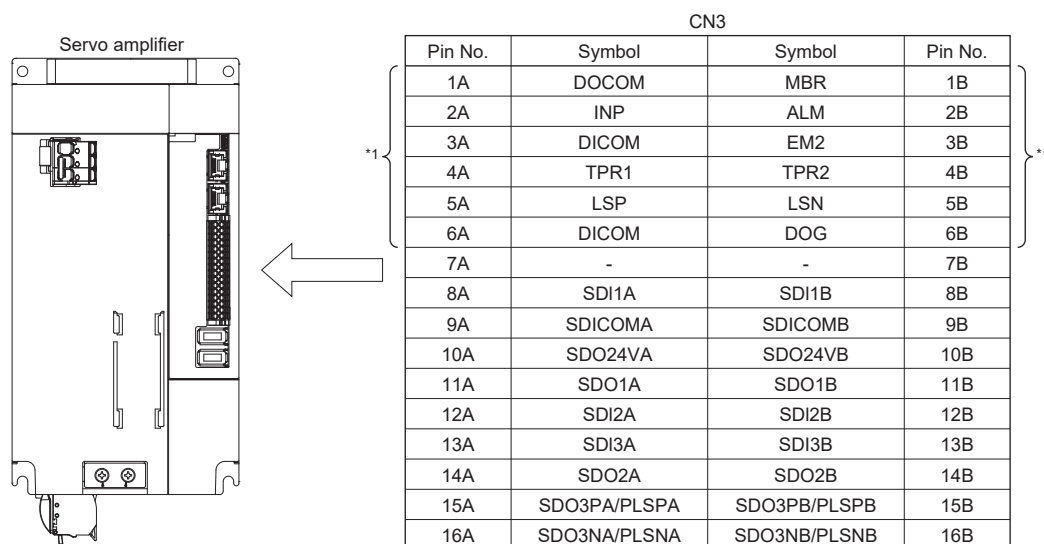 CN3
Servo amplifier
Pin No. Symbol Symbol Pin No.
1A DOCOM MBR 1B
2A INP ALM 2B
3A DICOM EM2 3B
*1
4A TPR1 TPR2 4B
5A LSP LSN 5B
6A DICOM DOG 6B
7A - - 7B
8A SDI1A SDI1B 8B
9A SDICOMA SDICOMB 9B
10A SDO24VA SDO24VB 10B
11A SDO1A SDO1B 11B
12A SDI2A SDI2B 12B
13A SDI3A SDI3B 13B
14A SDO2A SDO2B 14B
15A SDO3PA/PLSPA SDO3PB/PLSPB 15B
16A SDO3NA/PLSNA SDO3NB/PLSNB 16B